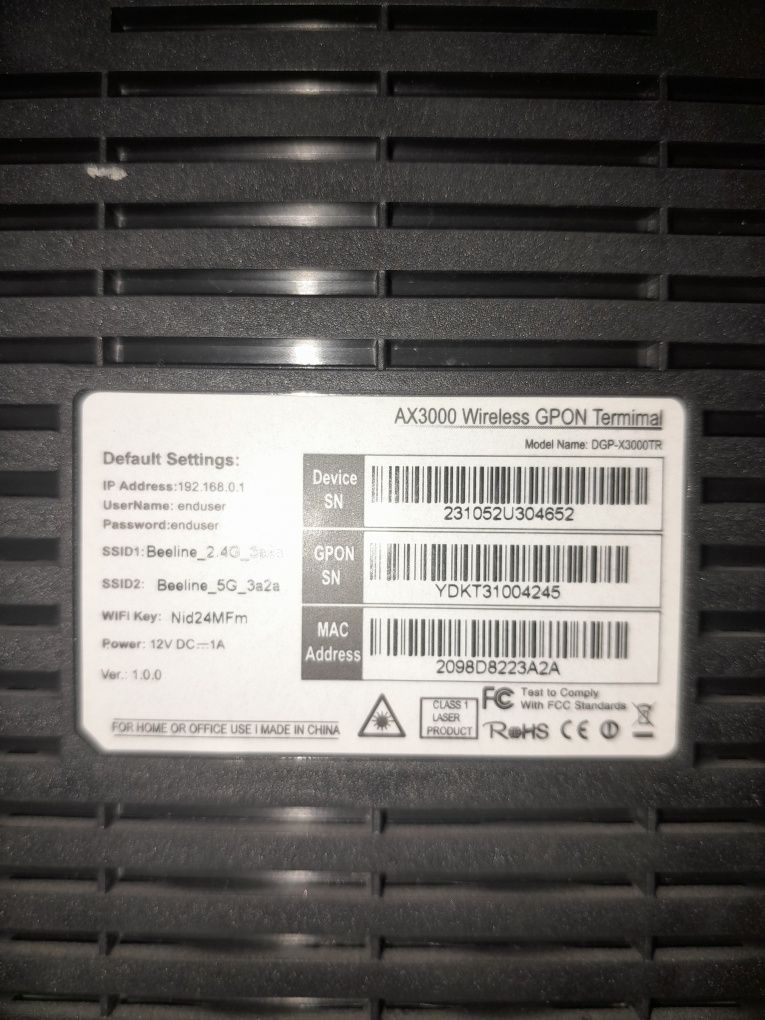 AX3000 Wireless GPON Termimal
Model Name: DGP-X3000TR
Default Settings:
IP Address:192.168.0.1
UserName: enduser
Password:enduser
SSID1:Beeline_2.4G_
SSID2: Beeline_5G_3a2a
WiFi Key: Nid24MFm
Power: 12V DC⎓1A
Ver.: 1.0.0
Device
SN
231052U304652
GPON
SN
YDKT31004245
MAC
Address
2098D8223A2A
FOR HOME OR OFFICE USE I MADE IN CHINA
CLASS 1
LASER
PRODUCT
FC Test to Comply
With FCC Standards
RoHS CE